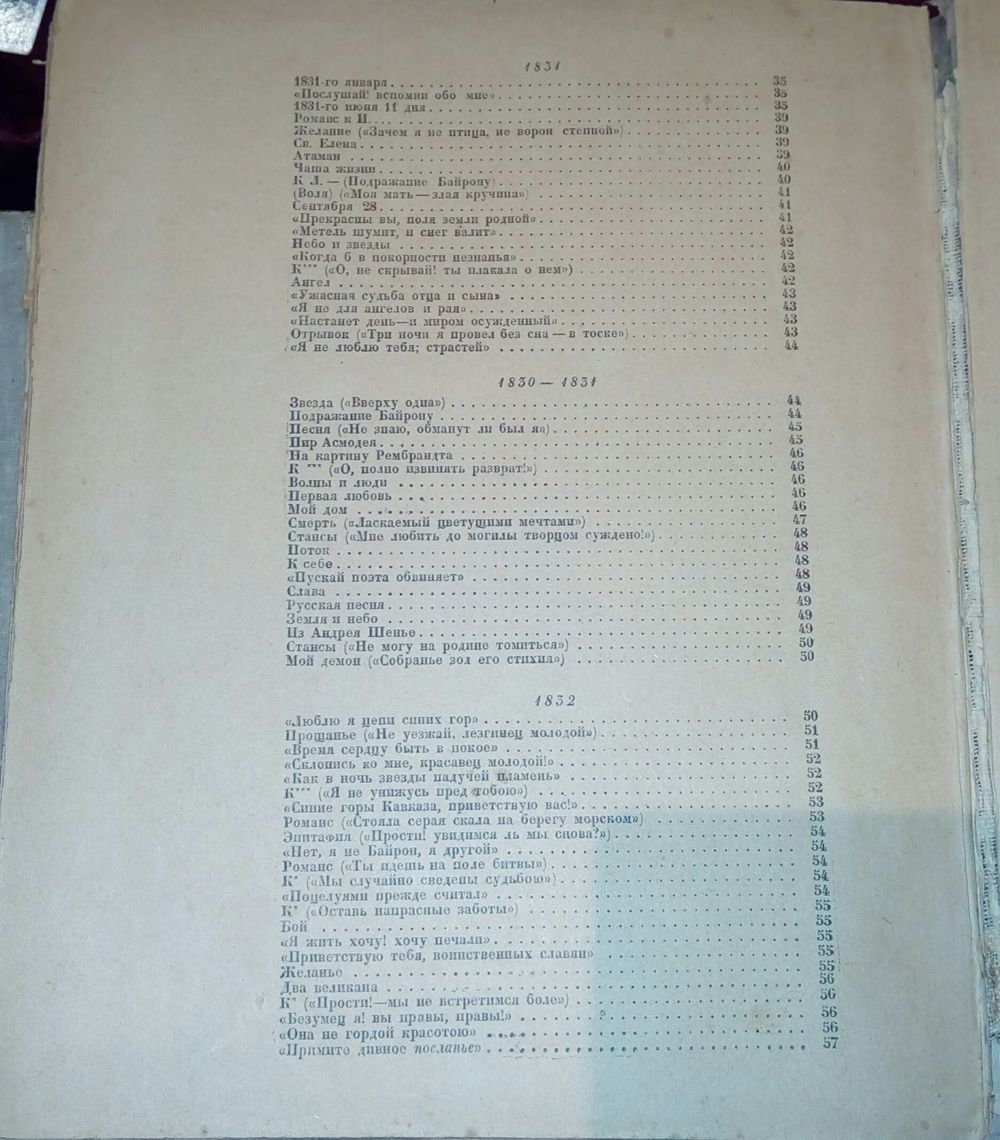 1831
1831-го января . . . 35
«Послушай! вспомни обо мне» . . . 35
1831-го июня 11 дня . . . 35
Романс к И. . . . 39
Желание («Зачем я не птица, не ворон степной») . . . 39
Св. Елена . . . 39
Атаман . . . 39
Чаша жизни . . . 40
К Л. — (Подражание Байрону) . . . 40
(Воля) («Моя мать — злая кручина») . . . 41
Сентября 28 . . . 41
«Прекрасны вы, поля земли родной» . . . 41
«Метель шумит, и снег валит» . . . 42
Небо и звезды . . . 42
«Когда б в покорности незнанья» . . . 42
К*** («О, не скрывай! ты плакала о нем») . . . 42
Ангел . . . 42
«Ужасная судьба отца и сына» . . . 43
«Я не для ангелов и рая» . . . 43
«Настанет день—и миром осужденный» . . . 43
Отрывок («Три ночи я провел без сна — в тоске») . . . 43
«Я не люблю тебя; страстей» . . . 44
1830 — 1831
Звезда («Вверху одна») . . . 44
Подражание Байрону . . . 44
Песня («Не знаю, обманут ли был я») . . . 45
Пир Асмодея . . . 45
На картину Рембрандта . . . 46
К *** («О, полно извинять разврат!») . . . 46
Волны и люди . . . 46
Первая любовь . . . 46
Мой дом . . . 46
Смерть («Ласкаемый цветущими мечтами») . . . 47
Стансы («Мне любить до могилы творцом суждено!») . . . 48
Поток . . . 48
К себе . . . 48
«Пускай поэта обвиняет» . . . 48
Слава . . . 49
Русская песня . . . 49
Земля и небо . . . 49
Из Андрея Шенье . . . 49
Стансы («Не могу на родине томиться») . . . 50
Мой демон («Собранье зол его стихия») . . . 50
1832
«Люблю я цепи синих гор» . . . 50
Прощанье («Не уезжай, лезгинец молодой») . . . 51
«Время сердцу быть в покое» . . . 51
«Склонись ко мне, красавец молодой!» . . . 52
«Как в ночь звезды падучей пламень» . . . 52
К*** («Я не унижусь пред тобою») . . . 52
«Синие горы Кавказа, приветствую вас!» . . . 53
Романс («Стояла серая скала на берегу морском») . . . 53
Эпитафия («Прости! увидимся ль мы снова?») . . . 54
«Нет, я не Байрон, я другой» . . . 54
Романс («Ты идешь на поле битвы») . . . 54
К* («Мы случайно сведены судьбою») . . . 54
«Поцелуями прежде считал» . . . 54
К* («Оставь напрасные заботы») . . . 55
Бой . . . 55
«Я жить хочу! хочу печали» . . . 55
«Приветствую тебя, воинственных славян» . . . 55
Желанье . . . 55
Два великана . . . 56
К* («Прости!—мы не встретимся боле») . . . 56
«Безумец я! вы правы, правы!» . . . 56
«Она не гордой красотою» . . . 56
«Примите дивное посланье» . . . 57